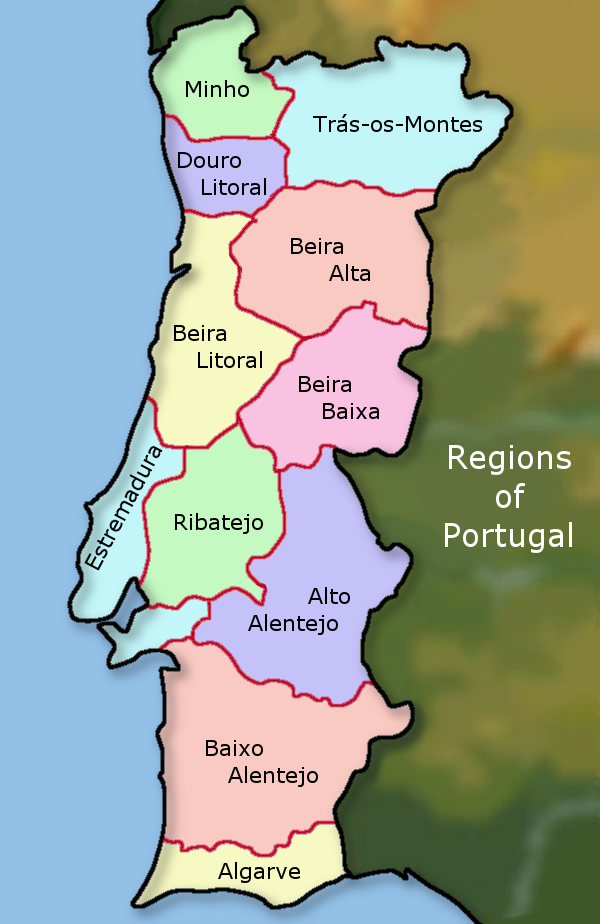 Minho
Trás-os-Montes
Douro
Litoral
Beira
Alta
Beira
Litoral
Beira
Baixa
Regions
of
Portugal
Estremadura
Ribatejo
Alto
Alentejo
Baixo
Alentejo
Algarve